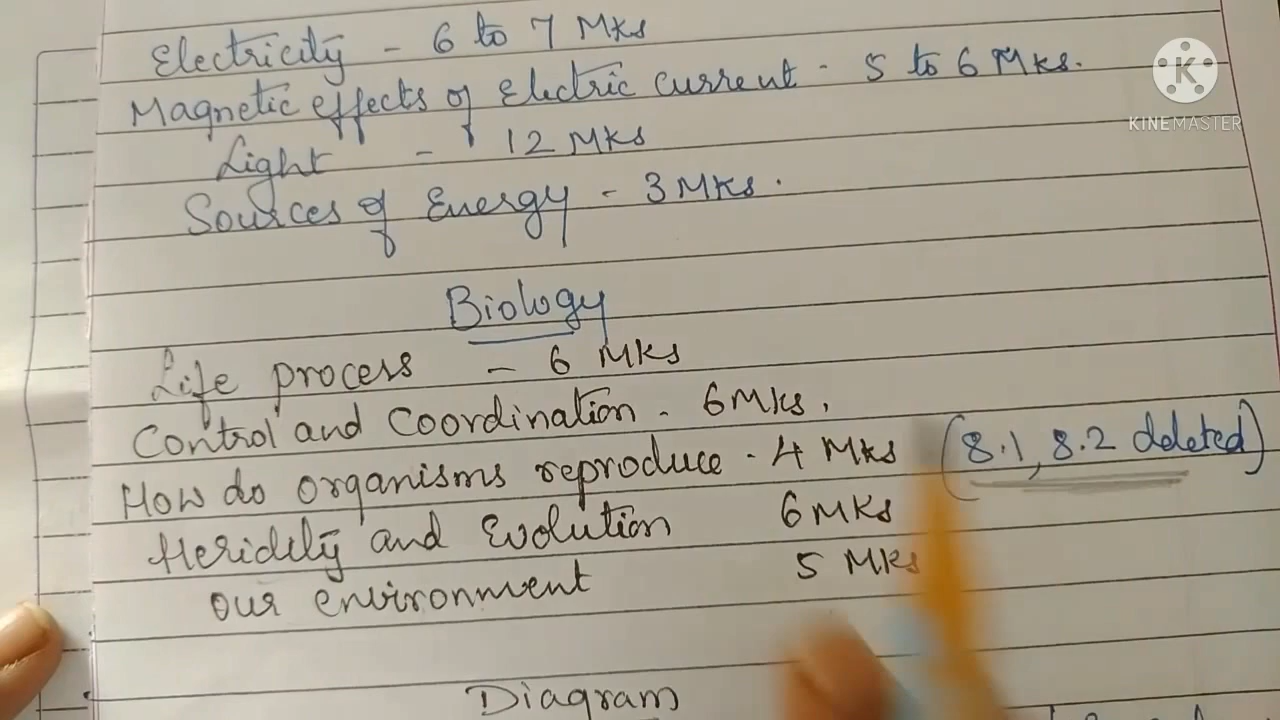 Electricity - 6 to 7 Mks
Magnetic effects of Electric current - 5 to 6 Mks.
Light - 12 Mks
Sources of Energy - 3 Mks.
K
KINEMASTER
Biology
Life process - 6 Mks
Control and Coordination - 6 Mks.
How do organisms reproduce - 4 Mks (8.1, 8.2 deleted)
Heridity and Evolution 6 Mks
Our environment 5 Mks
Diagram